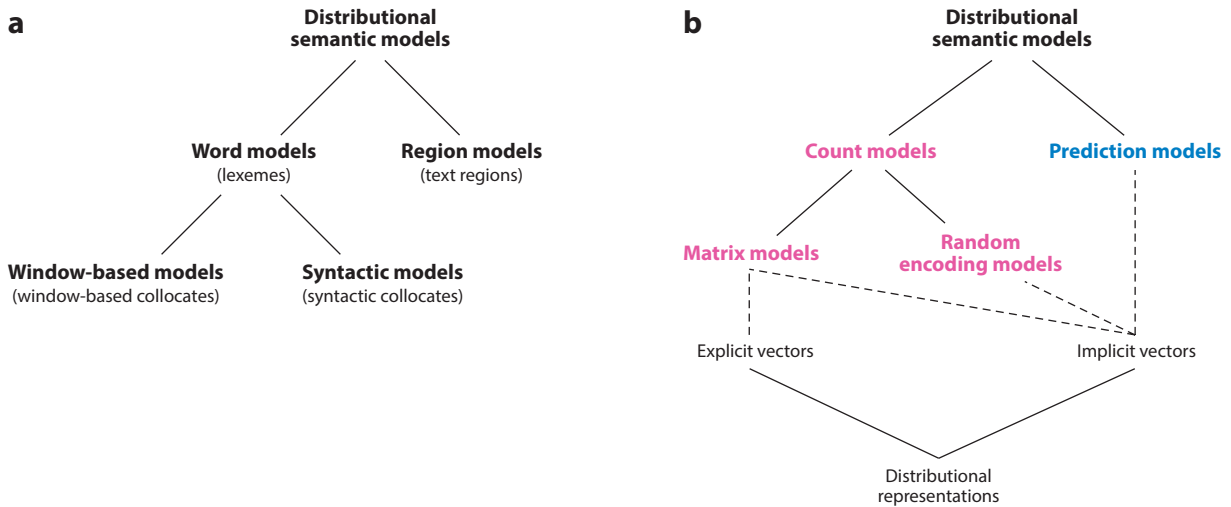 a
Distributional
semantic models
Word models
(lexemes)
Region models
(text regions)
Window-based models
(window-based collocates)
Syntactic models
(syntactic collocates)
b
Distributional
semantic models
Count models
Prediction models
Matrix models
Random
encoding models
Explicit vectors
Implicit vectors
Distributional
representations